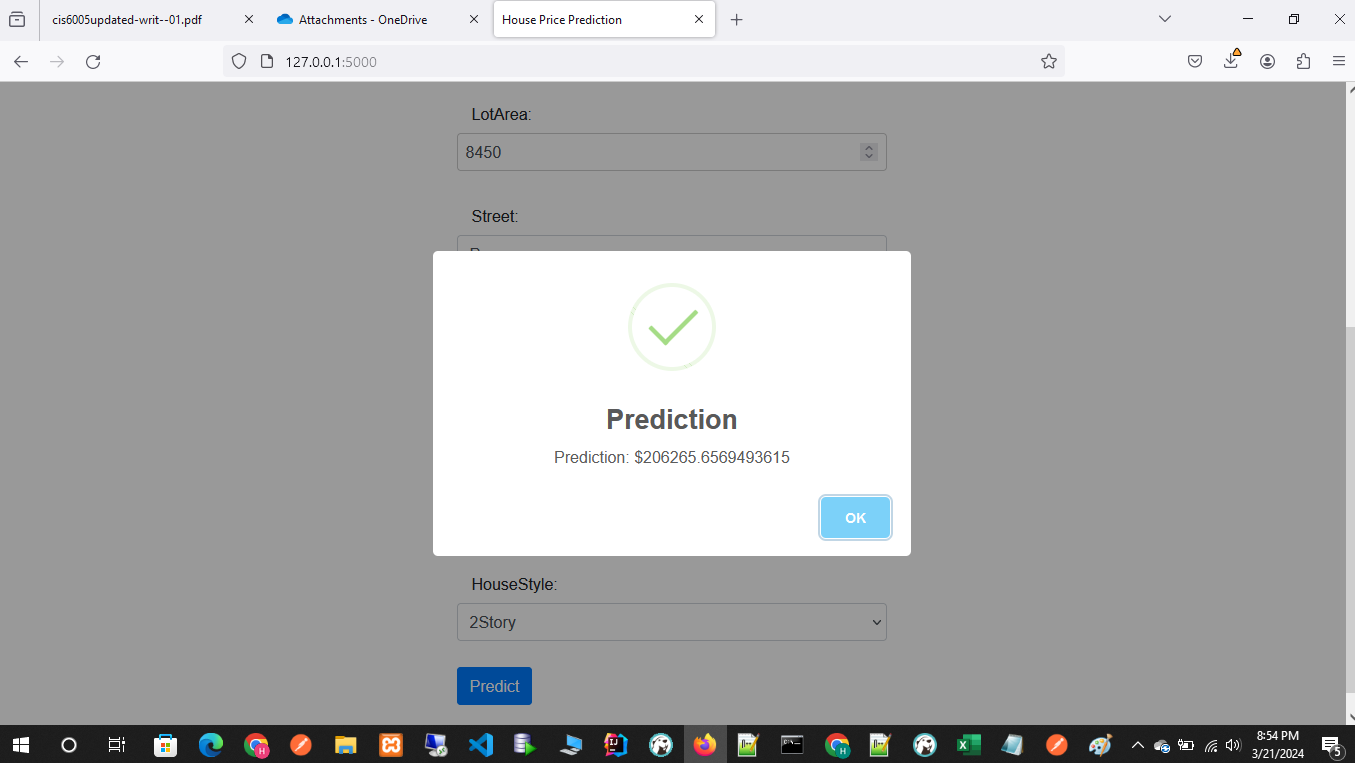 cis6005updated-writ--01.pdf
Attachments - OneDrive
House Price Prediction
127.0.0.1:5000
LotArea:
8450
Street:
Prediction
Prediction: $206265.6569493615
OK
HouseStyle:
2Story
Predict
8:54 PM
3/21/2024
5